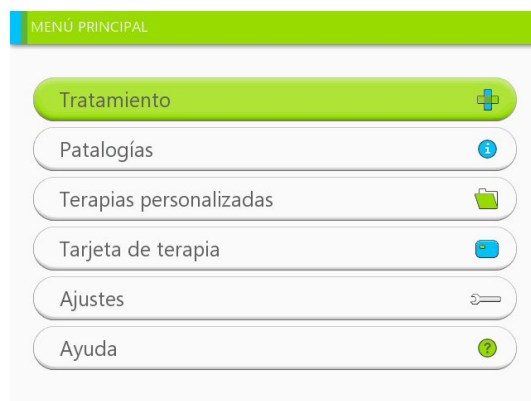 MENÚ PRINCIPAL
Tratamiento
Patalogías
Terapias personalizadas
Tarjeta de terapia
Ajustes
Ayuda